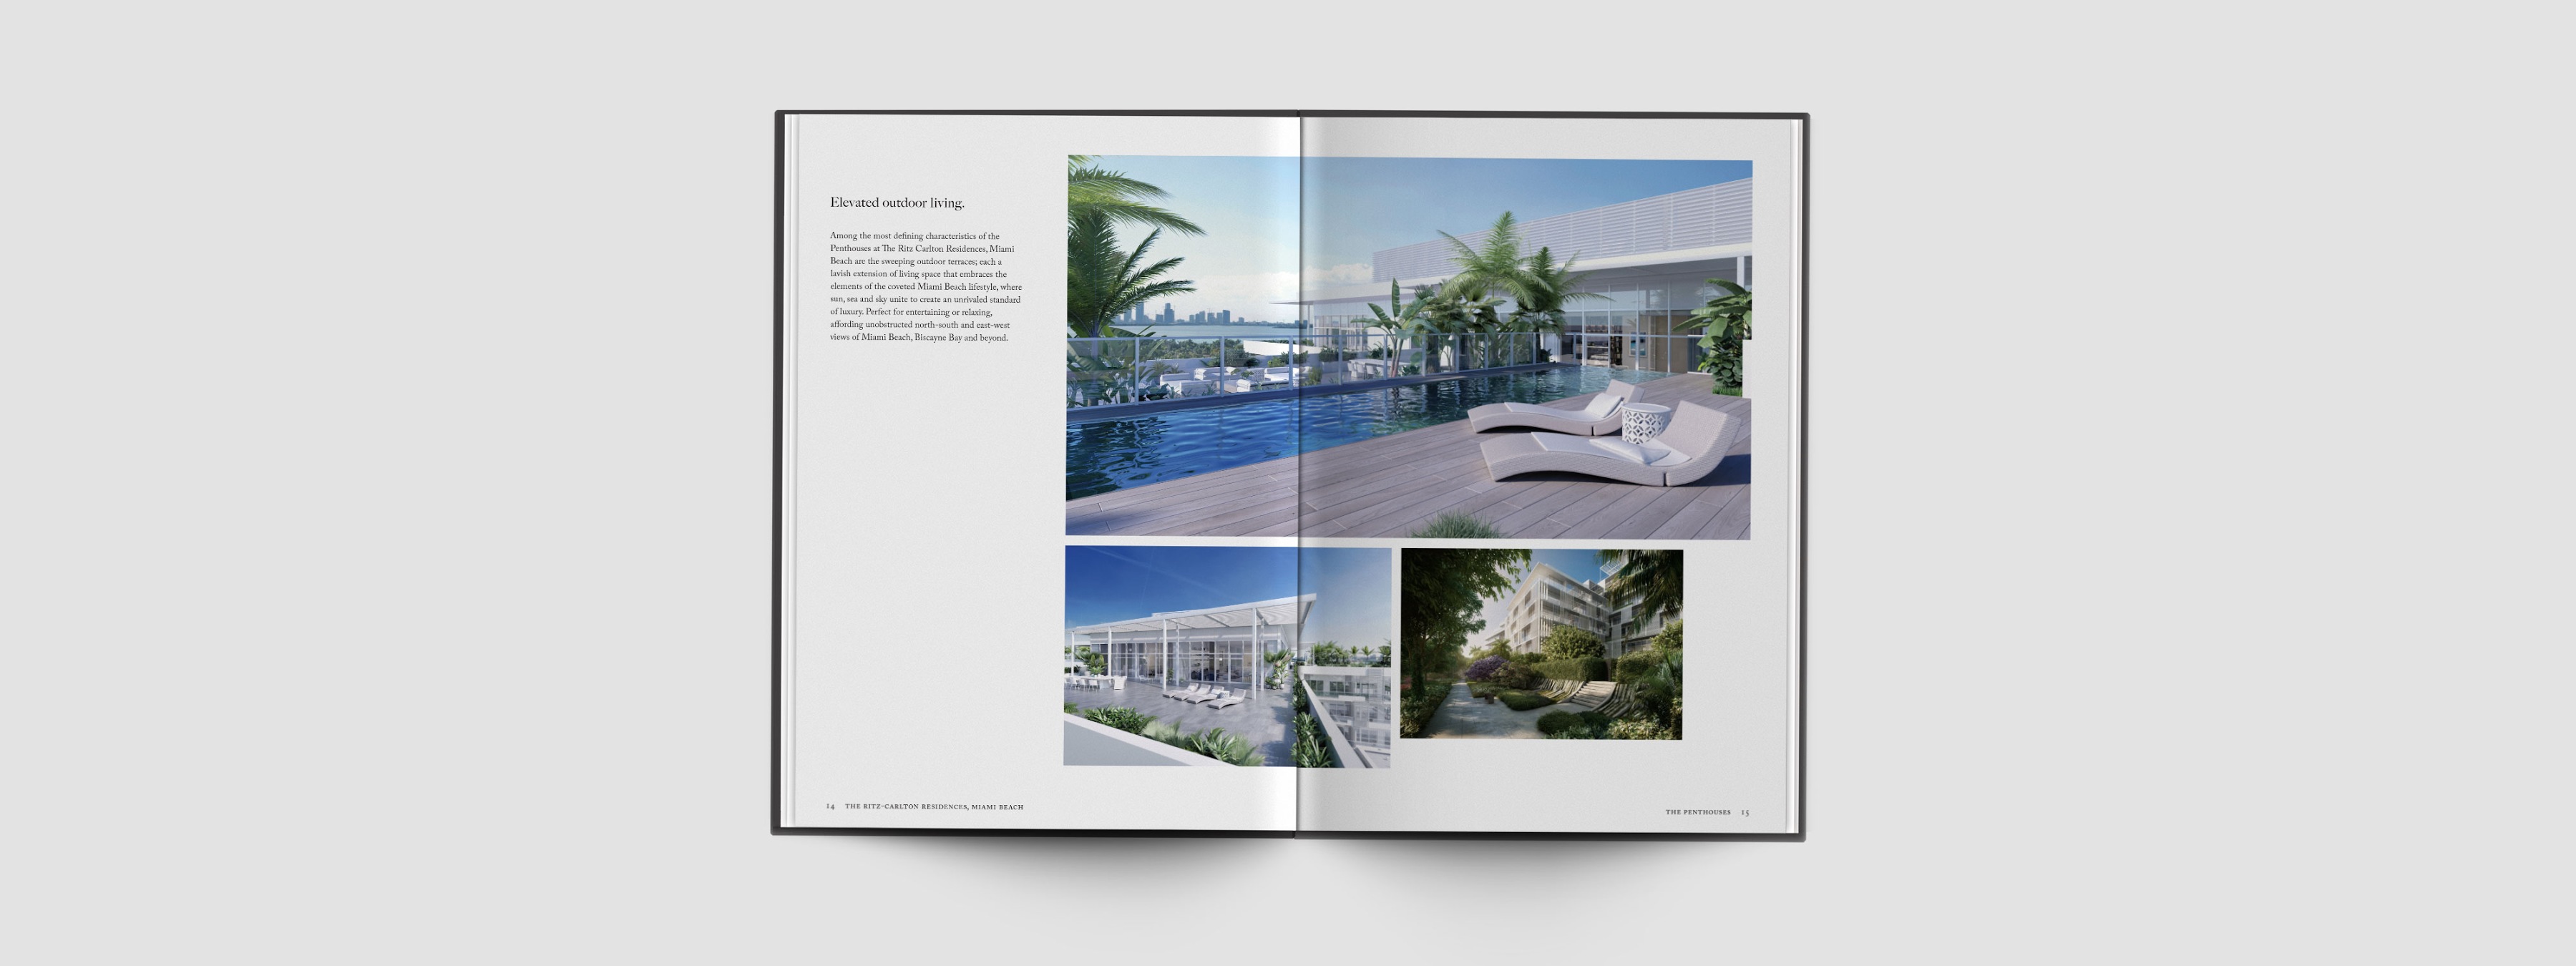 Elevated outdoor living.
Among the most defining characteristics of the
Penthouses at The Ritz Carlton Residences, Miami
Beach are the sweeping outdoor terraces; each a
lavish extension of living space that embraces the
elements of the coveted Miami Beach lifestyle, where
sun, sea and sky unite to create an unrivaled standard
of luxury. Perfect for entertaining or relaxing,
affording unobstructed north-south and east-west
views of Miami Beach, Biscayne Bay and beyond.
14 THE RITZ-CARLTON RESIDENCES, MIAMI BEACH
THE PENTHOUSES 15